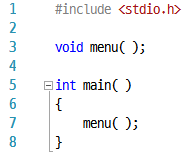 1 #include <stdio.h>
2
3 void menu( );
4
5 int main( )
6 {
7 menu( );
8 }